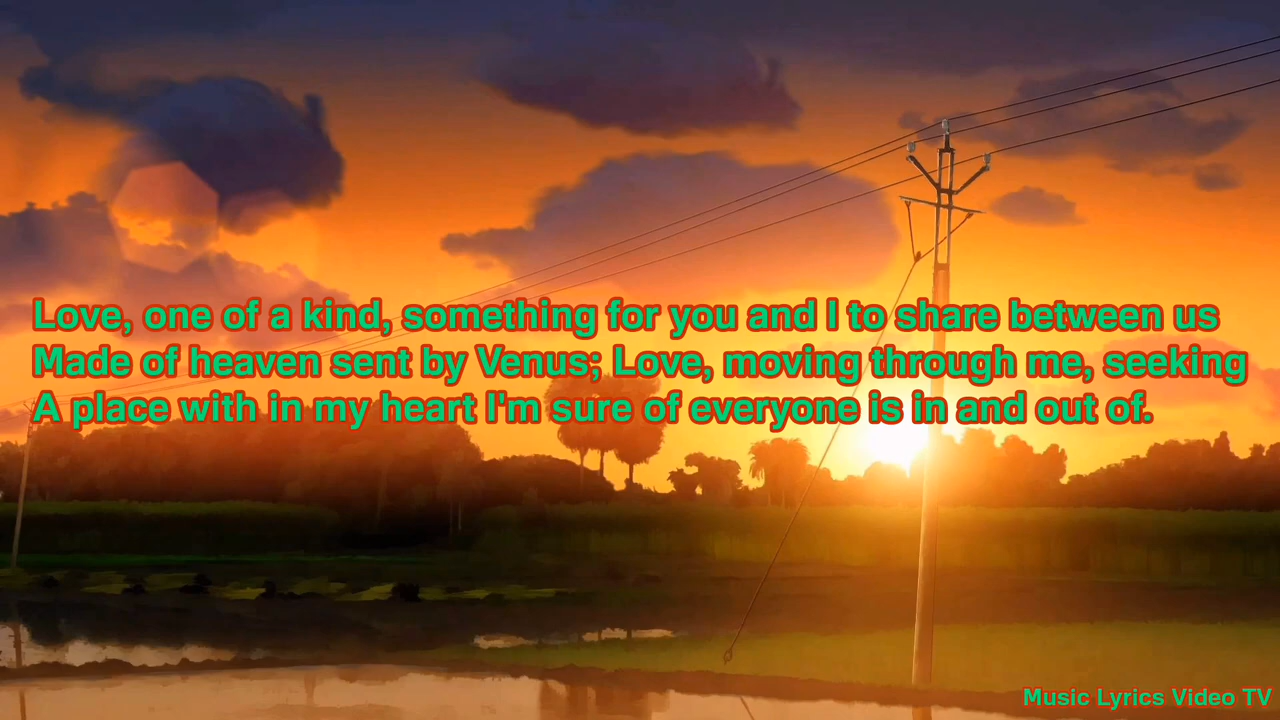 Love, one of a kind, something for you and I to share between us
Made of heaven sent by Venus; Love, moving through me, seeking
A place with in my heart I'm sure of everyone is in and out of.
Music Lyrics Video TV